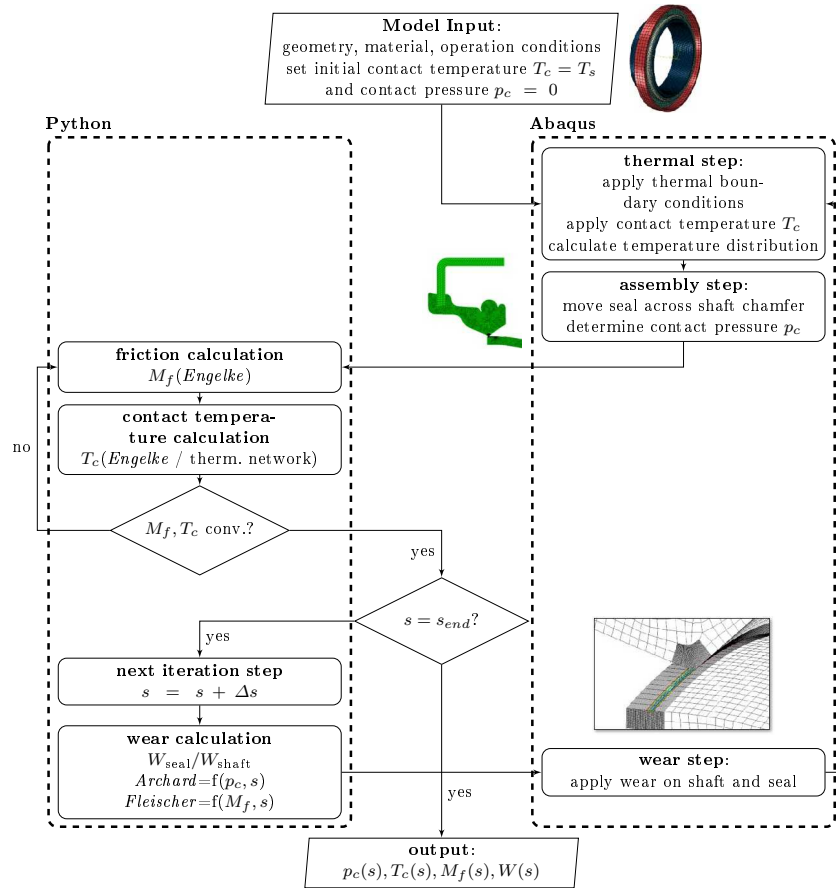 Model Input:
geometry, material, operation conditions
set initial contact temperature T_c = T_s
and contact pressure p_c = 0
Python
Abaqus
thermal step:
apply thermal boun-
dary conditions
apply contact temperature T_c
calculate temperature distribution
assembly step:
move seal across shaft chamfer
determine contact pressure p_c
friction calculation
M_f(Engelke)
contact tempera-
ture calculation
T_c(Engelke / therm. network)
no
M_f, T_c conv.?
yes
s = s_end?
yes
next iteration step
s = s + Δs
wear calculation
W_seal/W_shaft
Archard=f(p_c, s)
Fleischer=f(M_f, s)
wear step:
apply wear on shaft and seal
yes
output:
p_c(s), T_c(s), M_f(s), W(s)